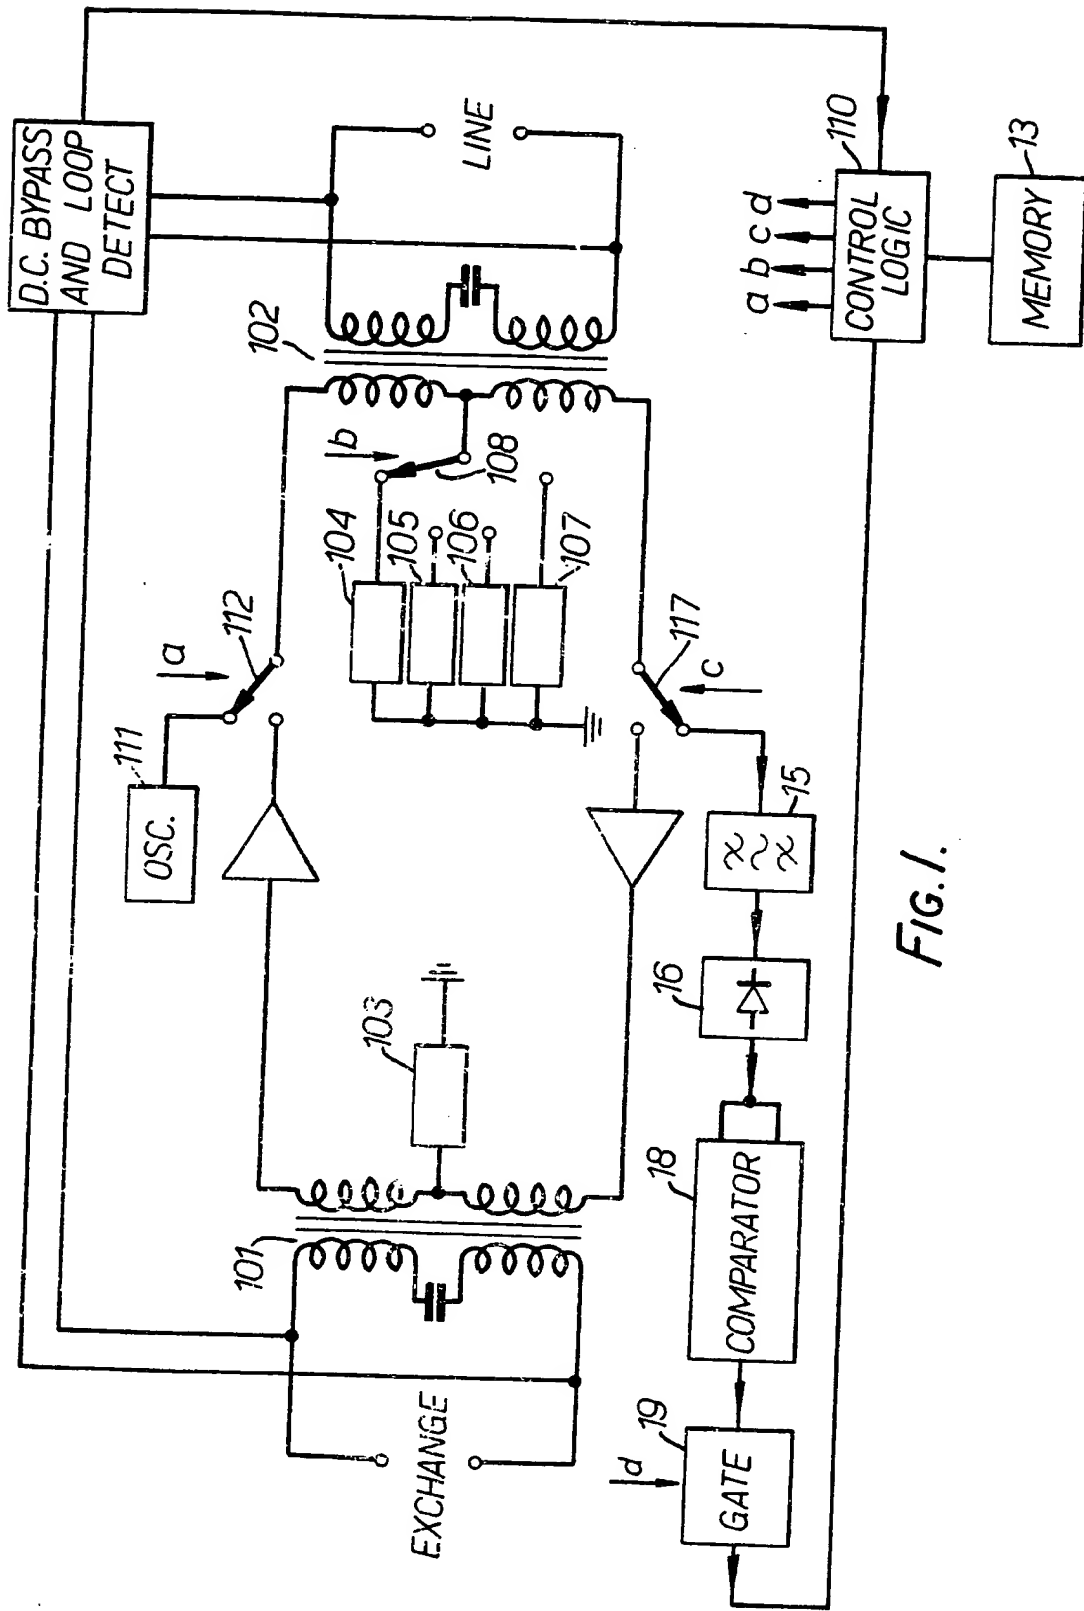 D.C. BYPASS
AND LOOP
DETECT
LINE
EXCHANGE
101
102
103
104
105
106
107
108
b
OSC.
111
112
a
117
c
15
16
COMPARATOR
18
GATE
19
d
a b c d
CONTROL
LOGIC
110
MEMORY
13
FIG. 1.